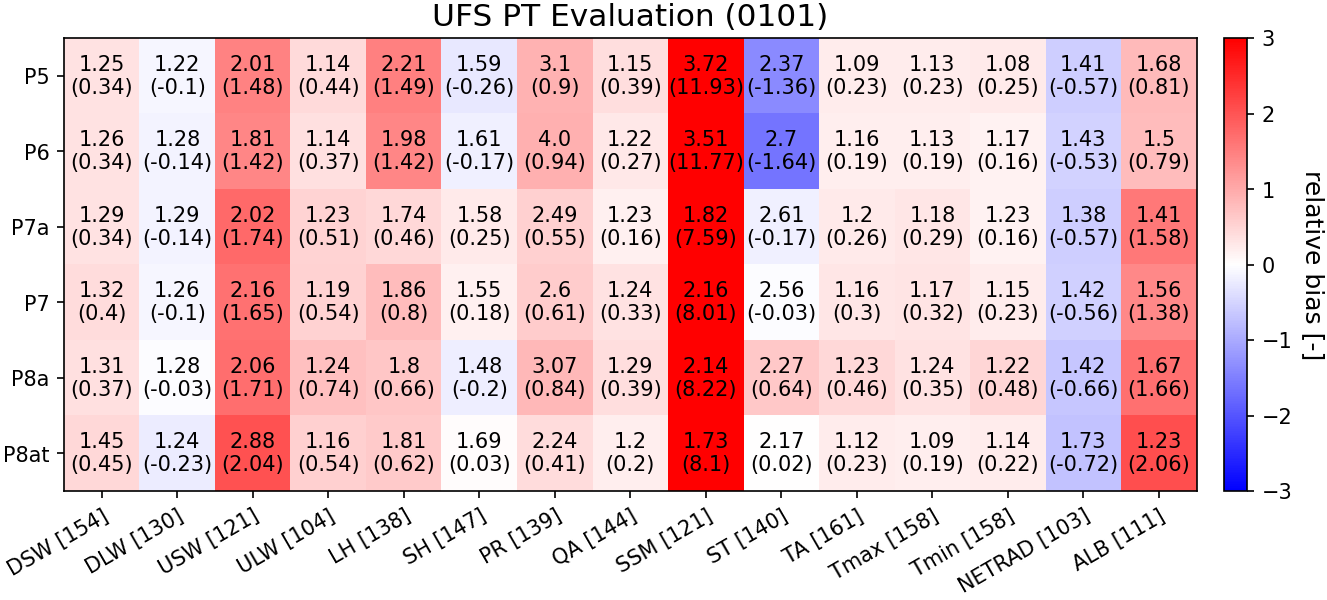 UFS PT Evaluation (0101)
P5 1.25 1.22 2.01 1.14 2.21 1.59 3.1 1.15 3.72 2.37 1.09 1.13 1.08 1.41 1.68
(0.34) (-0.1) (1.48) (0.44) (1.49) (-0.26) (0.9) (0.39) (11.93) (-1.36) (0.23) (0.23) (0.25) (-0.57) (0.81)
P6 1.26 1.28 1.81 1.14 1.98 1.61 4.0 1.22 3.51 2.7 1.16 1.13 1.17 1.43 1.5
(0.34) (-0.14) (1.42) (0.37) (1.42) (-0.17) (0.94) (0.27) (11.77) (-1.64) (0.19) (0.19) (0.16) (-0.53) (0.79)
P7a 1.29 1.29 2.02 1.23 1.74 1.58 2.49 1.23 1.82 2.61 1.2 1.18 1.23 1.38 1.41
(0.34) (-0.14) (1.74) (0.51) (0.46) (0.25) (0.55) (0.16) (7.59) (-0.17) (0.26) (0.29) (0.16) (-0.57) (1.58)
P7 1.32 1.26 2.16 1.19 1.86 1.55 2.6 1.24 2.16 2.56 1.16 1.17 1.15 1.42 1.56
(0.4) (-0.1) (1.65) (0.54) (0.8) (0.18) (0.61) (0.33) (8.01) (-0.03) (0.3) (0.32) (0.23) (-0.56) (1.38)
P8a 1.31 1.28 2.06 1.24 1.8 1.48 3.07 1.29 2.14 2.27 1.23 1.24 1.22 1.42 1.67
(0.37) (-0.03) (1.71) (0.74) (0.66) (-0.2) (0.84) (0.39) (8.22) (0.64) (0.46) (0.35) (0.48) (-0.66) (1.66)
P8at 1.45 1.24 2.88 1.16 1.81 1.69 2.24 1.2 1.73 2.17 1.12 1.09 1.14 1.73 1.23
(0.45) (-0.23) (2.04) (0.54) (0.62) (0.03) (0.41) (0.2) (8.1) (0.02) (0.23) (0.19) (0.22) (-0.72) (2.06)
DSW [154] DLW [130] USW [121] ULW [104] LH [138] SH [147] PR [139] QA [144] SSM [121] ST [140] TA [161] Tmax [158] Tmin [158] NETRAD [103] ALB [111]
3
2
1
0
−1
−2
−3
relative bias [-]